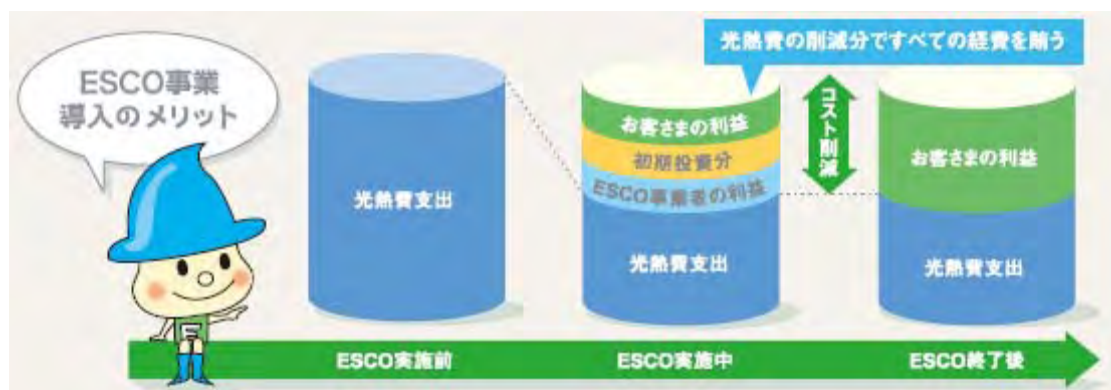 ESCO事業
導入のメリット
光熱費の削減分ですべての経費を賄う
光熱費支出
お客さまの利益
初期投資分
ESCO事業者の利益
光熱費支出
コスト削減
お客さまの利益
光熱費支出
E
ESCO実施前
ESCO実施中
ESCO終了後